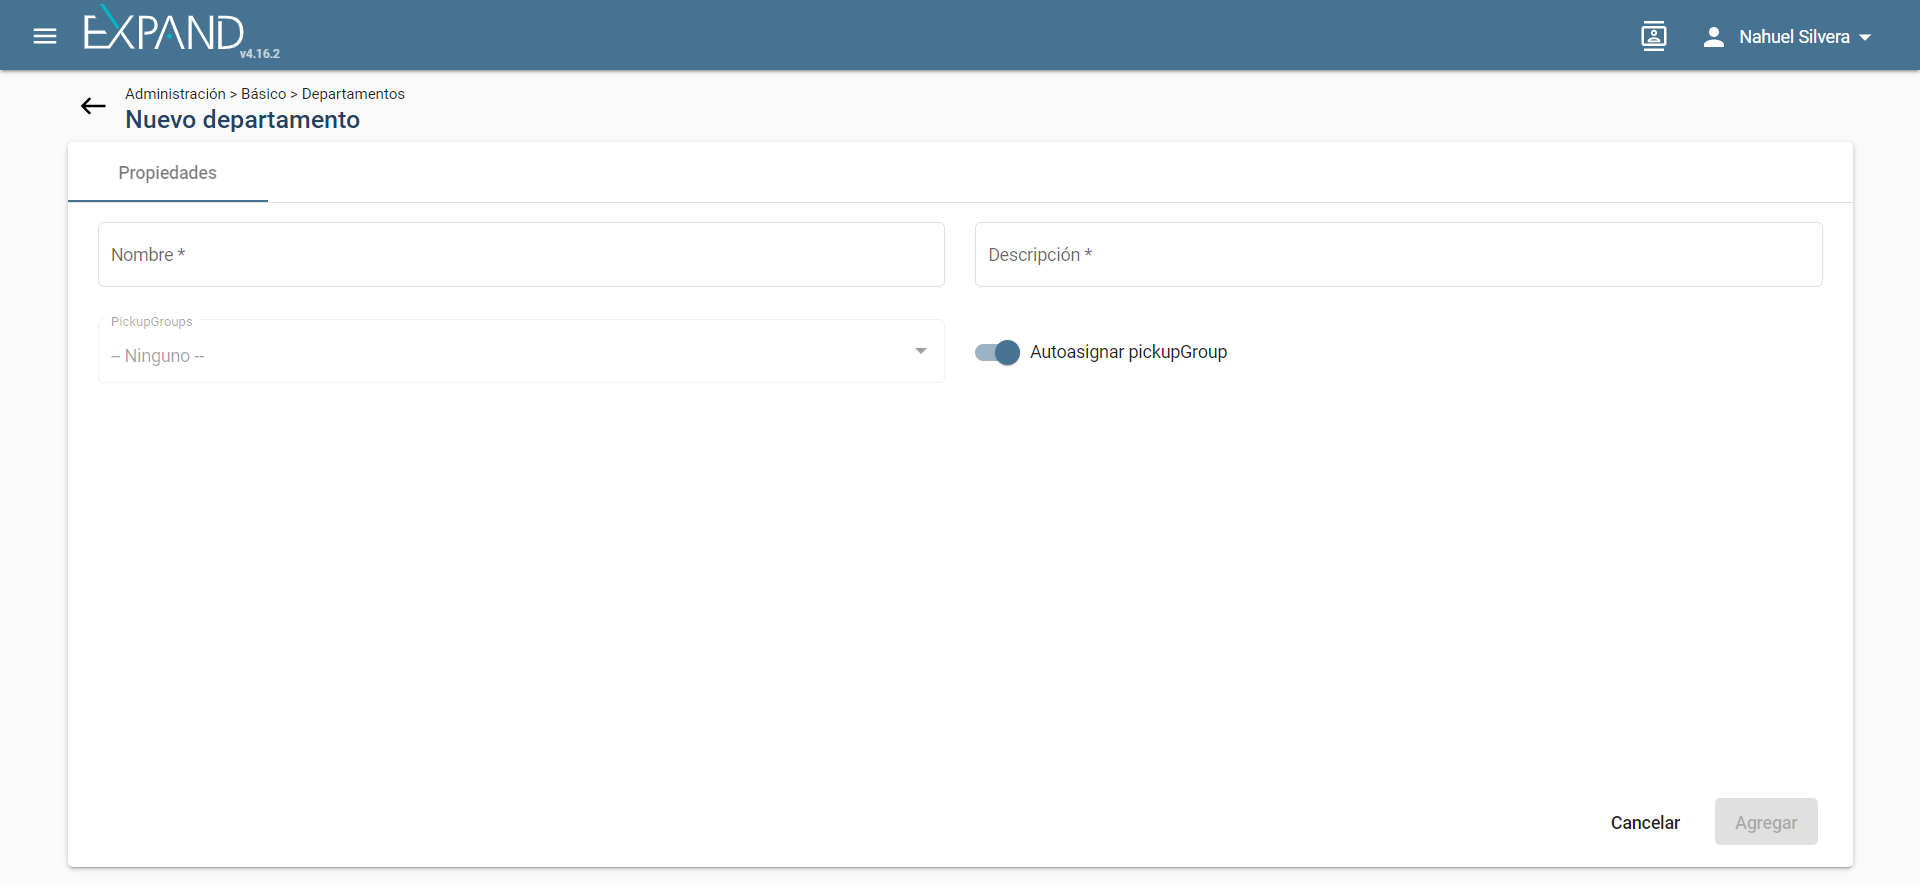 EXPAND
v4.16.2
Nahuel Silvera
Administración > Básico > Departamentos
Nuevo departamento
Propiedades
Nombre *
Descripción *
PickupGroups
-- Ninguno --
Autoasignar pickupGroup
Cancelar
Agregar